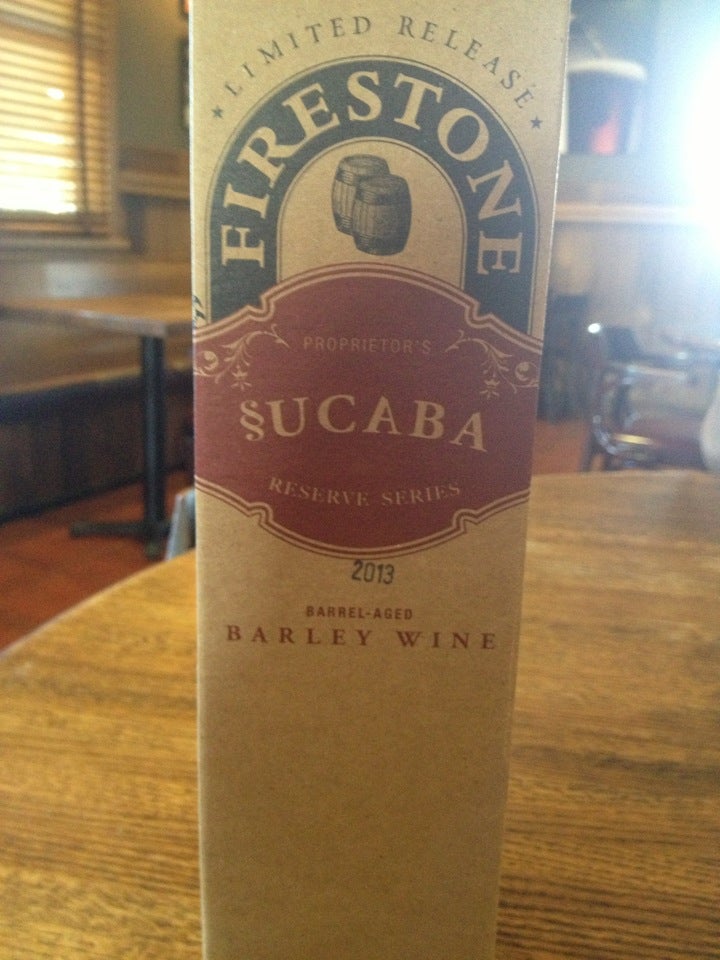 LIMITED RELEASE
FIRESTONE
PROPRIETOR'S
§UCABA
RESERVE SERIES
2013
BARREL-AGED
BARLEY WINE